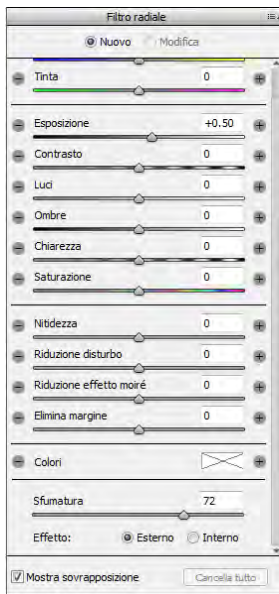 Filtro radiale
Nuovo Modifica
Tinta 0
Esposizione +0.50
Contrasto 0
Luci 0
Ombre 0
Chiarezza 0
Saturazione 0
Nitidezza 0
Riduzione disturbo 0
Riduzione effetto moiré 0
Elimina margine 0
Colori
Sfumatura 72
Effetto: Esterno Interno
Mostra sovrapposizione Cancella tutto